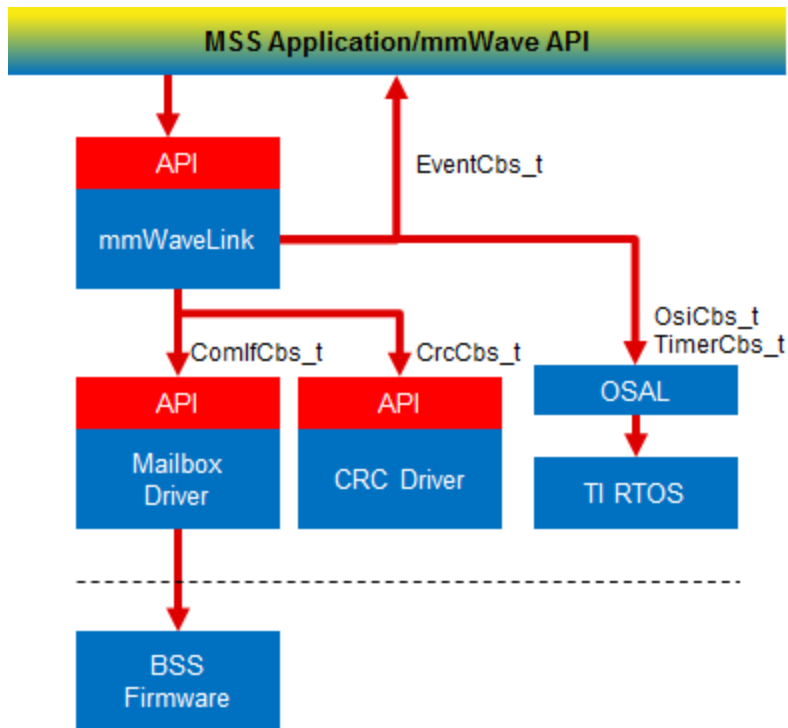 MSS Application/mmWave API
API
EventCbs_t
mmWaveLink
OsiCbs_t
TimerCbs_t
ComIfCbs_t
CrcCbs_t
API
API
OSAL
Mailbox
Driver
CRC Driver
TI RTOS
BSS
Firmware